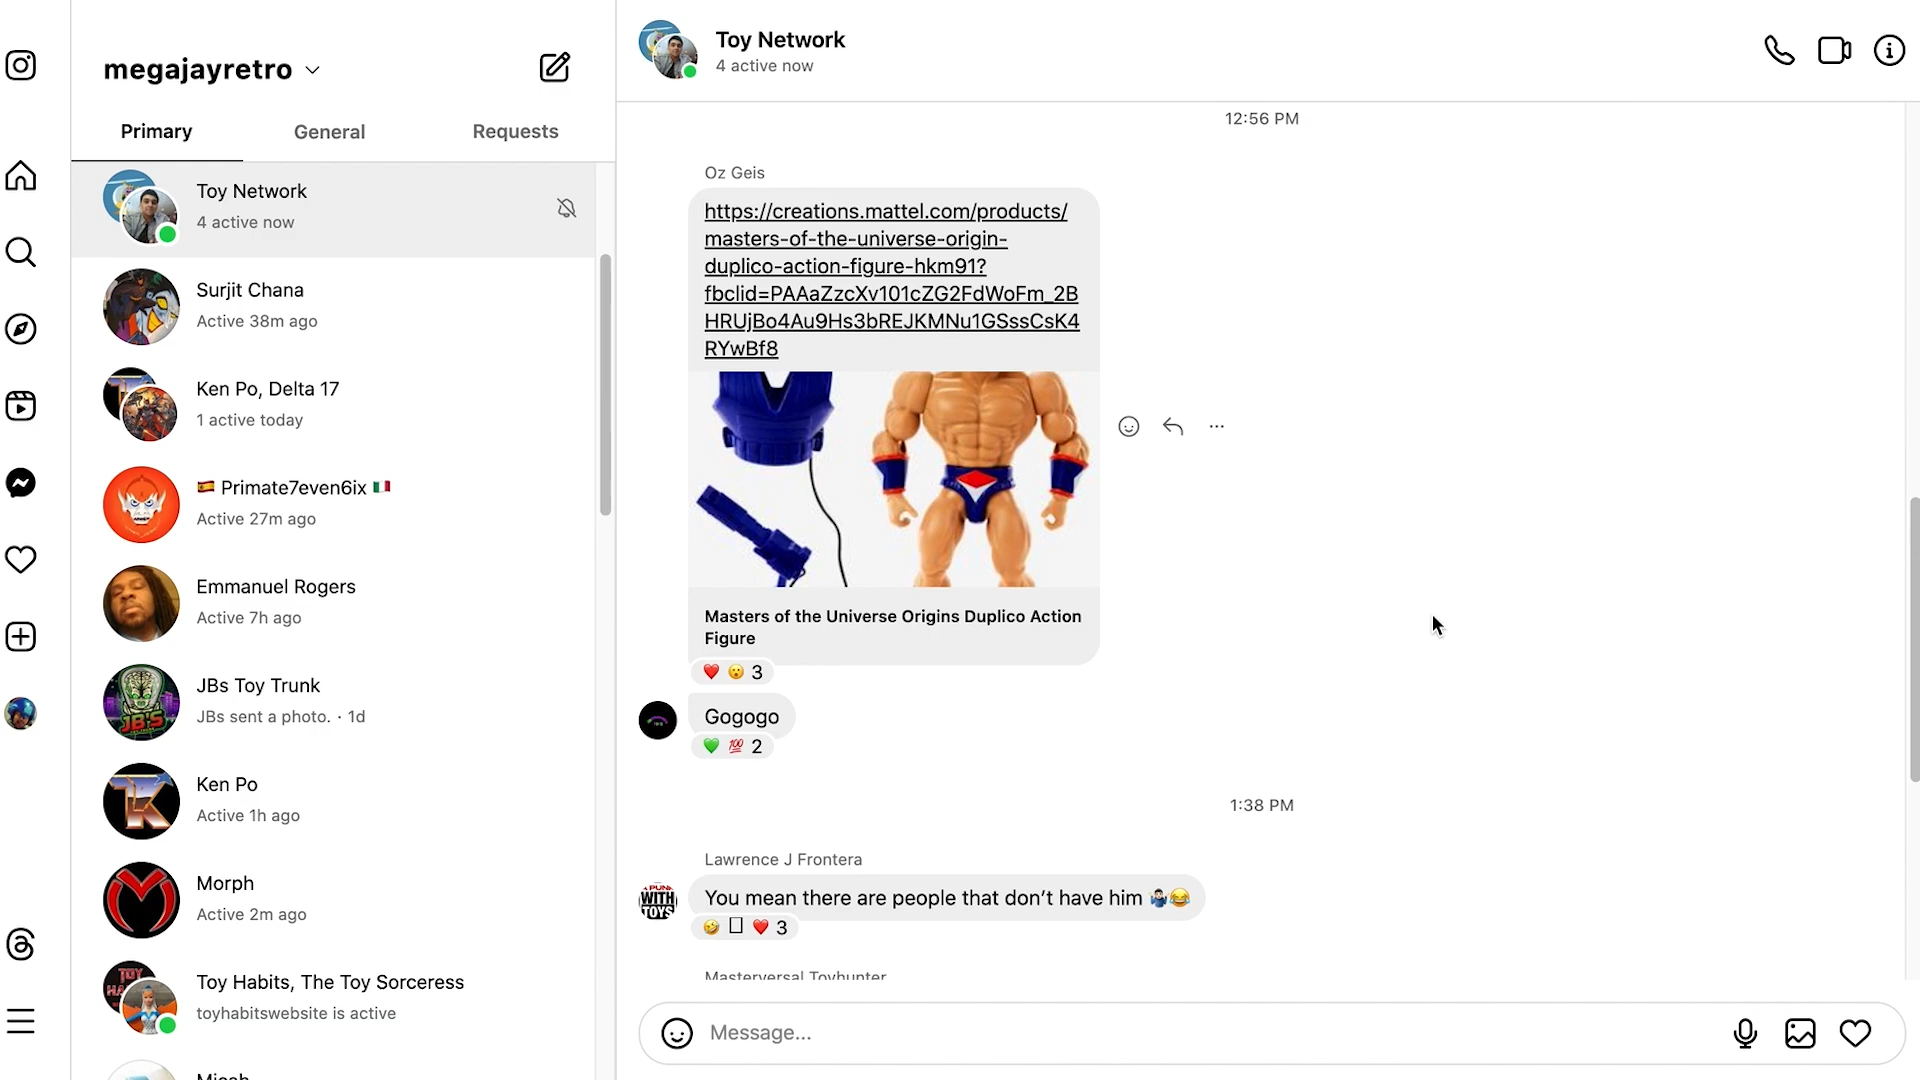 megajayretro
Primary
General
Requests
Toy Network
4 active now
Surjit Chana
Active 38m ago
Ken Po, Delta 17
1 active today
🇪🇸 Primate7even6ix 🇮🇹
Active 27m ago
Emmanuel Rogers
Active 7h ago
JBs Toy Trunk
JBs sent a photo. · 1d
Ken Po
Active 1h ago
Morph
Active 2m ago
Toy Habits, The Toy Sorceress
toyhabitswebsite is active
Toy Network
4 active now
12:56 PM
Oz Geis
https://creations.mattel.com/products/
masters-of-the-universe-origin-
duplico-action-figure-hkm91?
fbclid=PAAaZzcXv101cZG2FdWoFm_2B
HRUjBo4Au9Hs3bREJKMNu1GSssCsK4
RYwBf8
Masters of the Universe Origins Duplico Action
Figure
❤️ 😮 3
Gogogo
💚 💯 2
1:38 PM
Lawrence J Frontera
WITH
TOYS
You mean there are people that don’t have him 🤷🏻‍♂️😂
🤣 ❤️ 3
Masterversal Toyhunter
Message...